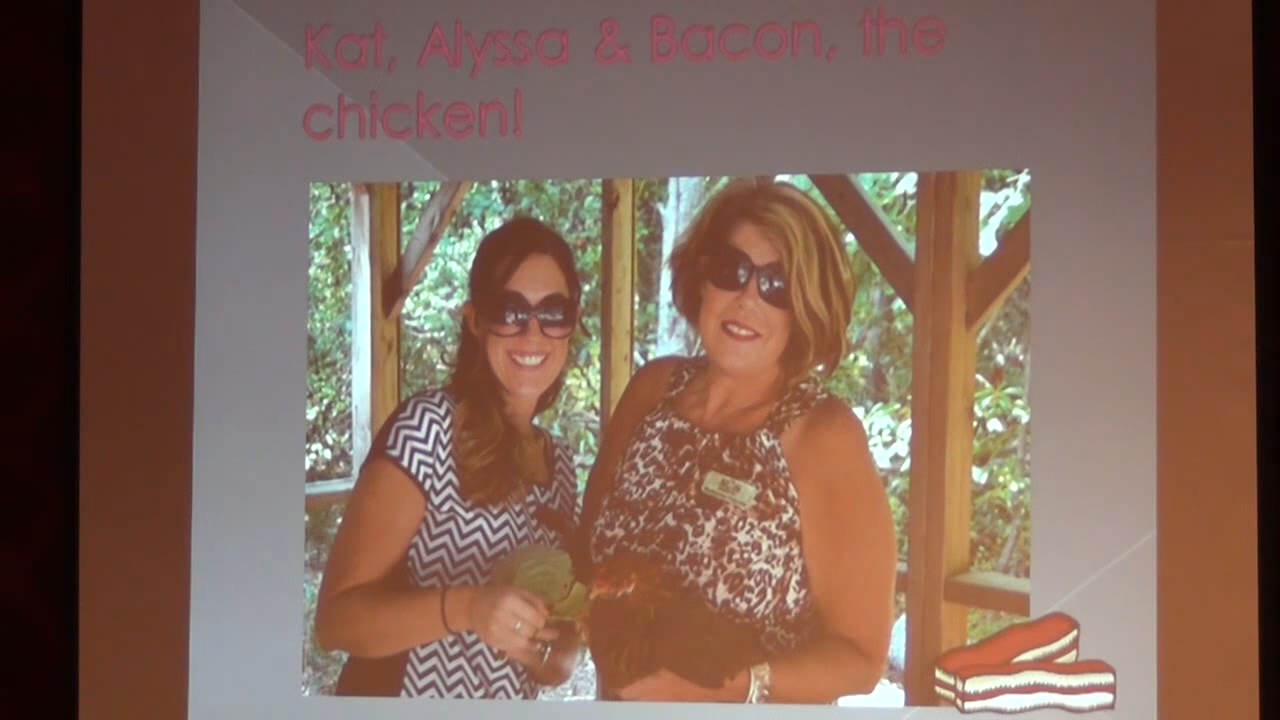 Kat, Alyssa & Bacon, the
chicken!